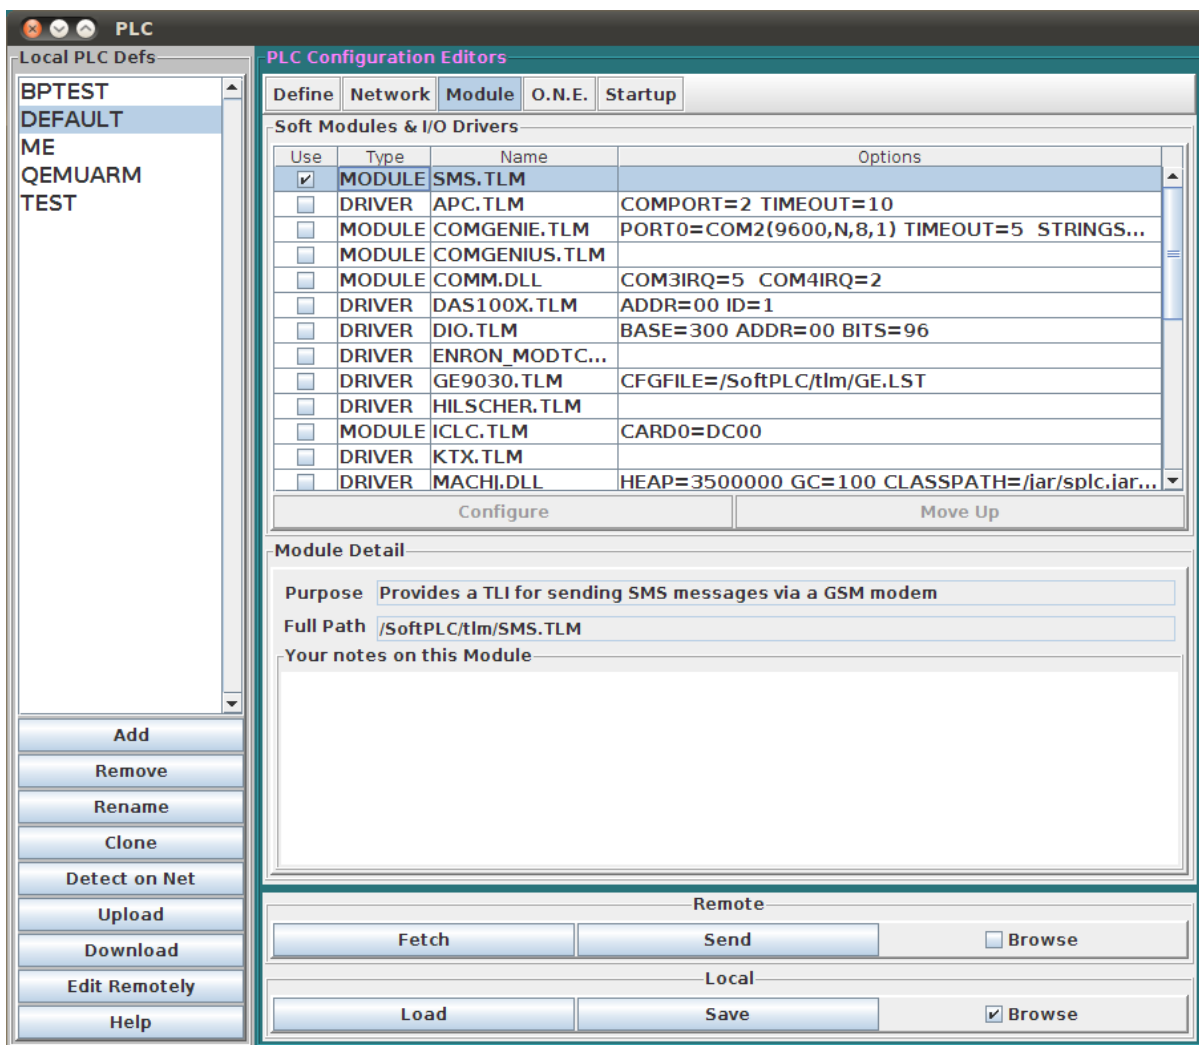 PLC
Local PLC Defs
BPTEST
DEFAULT
ME
QEMUARM
TEST
Add
Remove
Rename
Clone
Detect on Net
Upload
Download
Edit Remotely
Help
PLC Configuration Editors
Define Network Module O.N.E. Startup
Soft Modules & I/O Drivers
Use Type Name Options
MODULE SMS.TLM
DRIVER APC.TLM COMPORT=2 TIMEOUT=10
MODULE COMGENIE.TLM PORT0=COM2(9600,N,8,1) TIMEOUT=5 STRINGS...
MODULE COMGENIUS.TLM
MODULE COMM.DLL COM3IRQ=5 COM4IRQ=2
DRIVER DAS100X.TLM ADDR=00 ID=1
DRIVER DIO.TLM BASE=300 ADDR=00 BITS=96
DRIVER ENRON_MODTC...
DRIVER GE9030.TLM CFGFILE=/SoftPLC/tlm/GE.LST
DRIVER HILSCHER.TLM
MODULE ICLC.TLM CARD0=DC00
DRIVER KTX.TLM
DRIVER MACHJ.DLL HEAP=3500000 GC=100 CLASSPATH=/jar/splc.jar...
Configure Move Up
Module Detail
Purpose Provides a TLI for sending SMS messages via a GSM modem
Full Path /SoftPLC/tlm/SMS.TLM
Your notes on this Module
Remote
Fetch Send Browse
Local
Load Save Browse